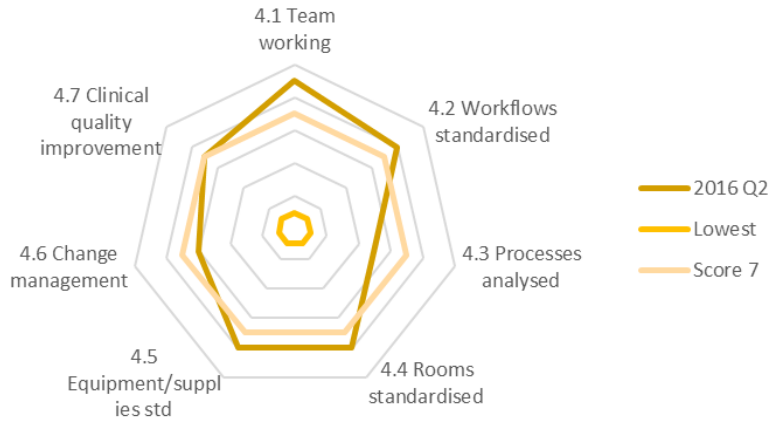 4.1 Team
working
4.2 Workflows
standardised
4.3 Processes
analysed
4.4 Rooms
standardised
4.5
Equipment/suppl
ies std
4.6 Change
management
4.7 Clinical
quality
improvement
2016 Q2
Lowest
Score 7